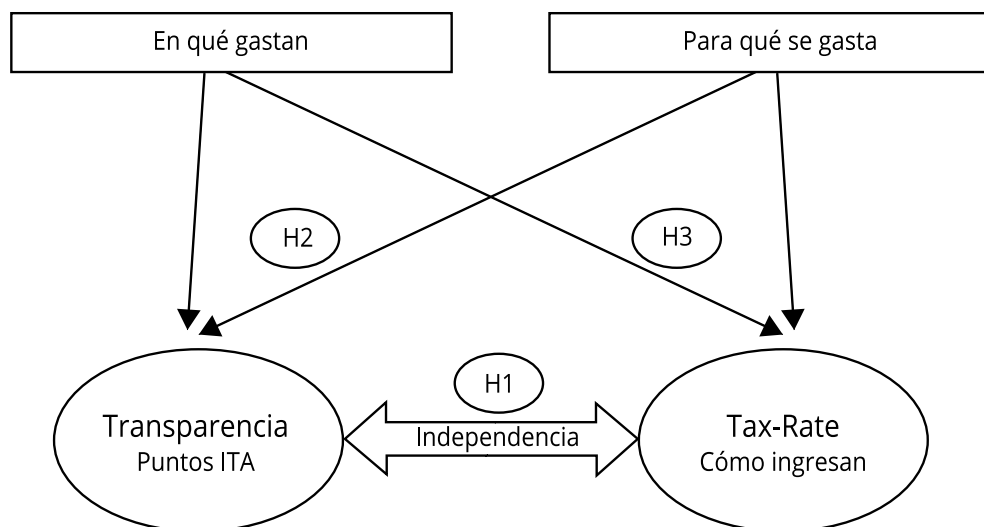 En qué gastan
Para qué se gasta
H2
H3
H1
Transparencia
Puntos ITA
Independencia
Tax-Rate
Cómo ingresan